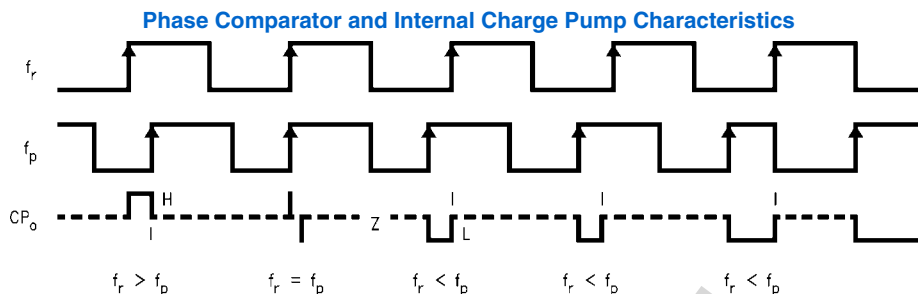 Phase Comparator and Internal Charge Pump Characteristics
fr
fp
CPo
H
I
Z
I
L
I
I
fr > fp
fr = fp
fr < fp
fr < fp
fr < fp